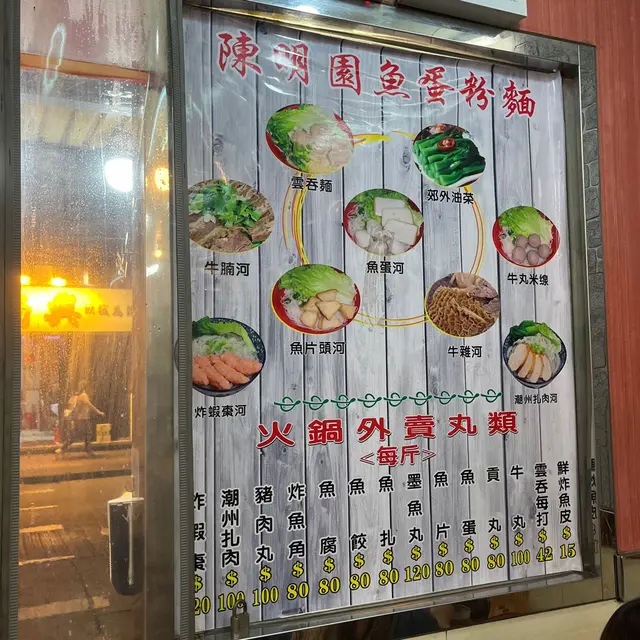 陳明園魚蛋粉麵
雲吞麵
郊外油菜
牛腩河
魚蛋河
牛丸米缐
魚片頭河
牛雜河
炸蝦棗河
潮州扎肉河
火鍋外賣丸類
<每斤>
鮮炸魚皮 $15
雲吞每打 $42
牛丸 $100
貢丸 $80
魚蛋 $80
魚片 $80
墨魚丸 $120
魚扎 $80
魚餃 $80
魚腐 $80
炸魚角 $80
豬肉丸 $100
潮州扎肉 $100
炸蝦棗 $20